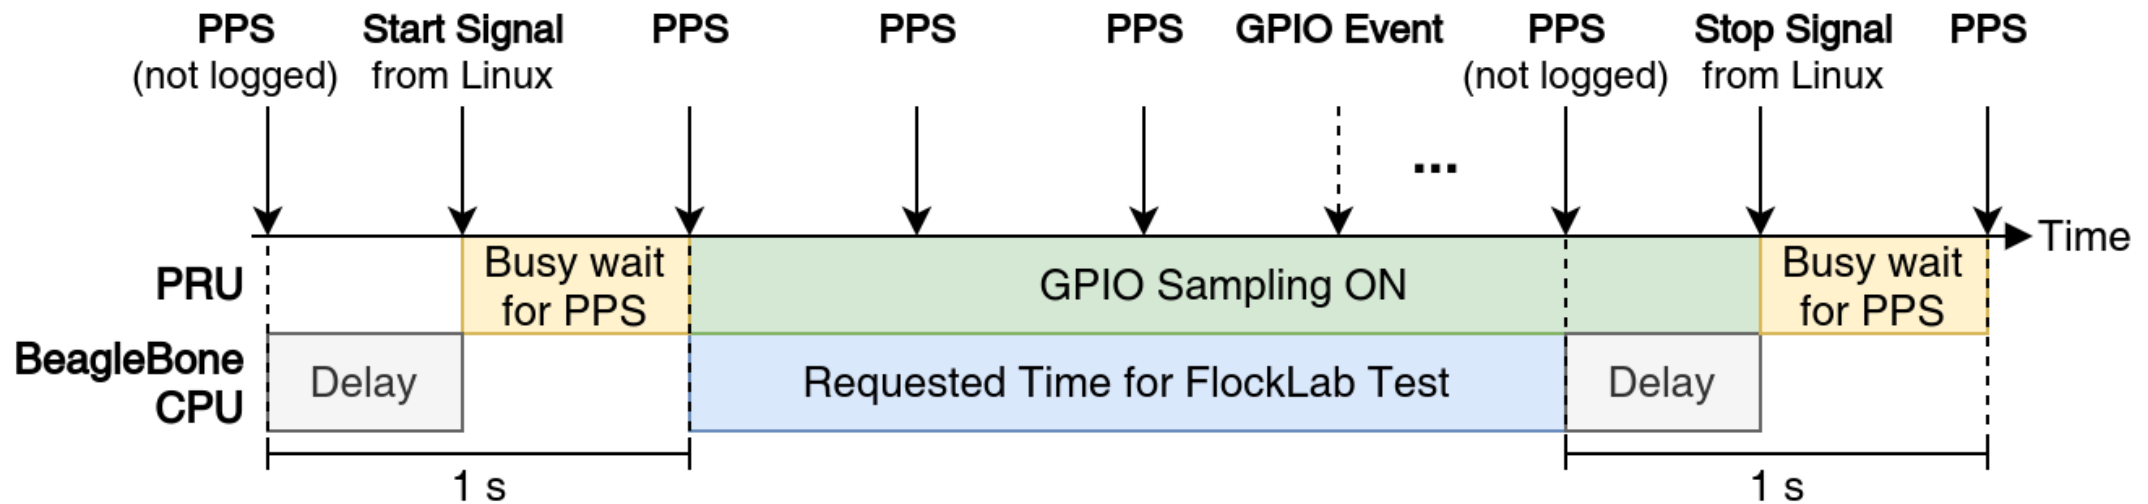 PPS
(not logged)
Start Signal
from Linux
PPS
PPS
PPS
GPIO Event
...
PPS
(not logged)
Stop Signal
from Linux
PPS
Time
PRU
Busy wait
for PPS
GPIO Sampling ON
Busy wait
for PPS
BeagleBone
CPU
Delay
Requested Time for FlockLab Test
Delay
1 s
1 s